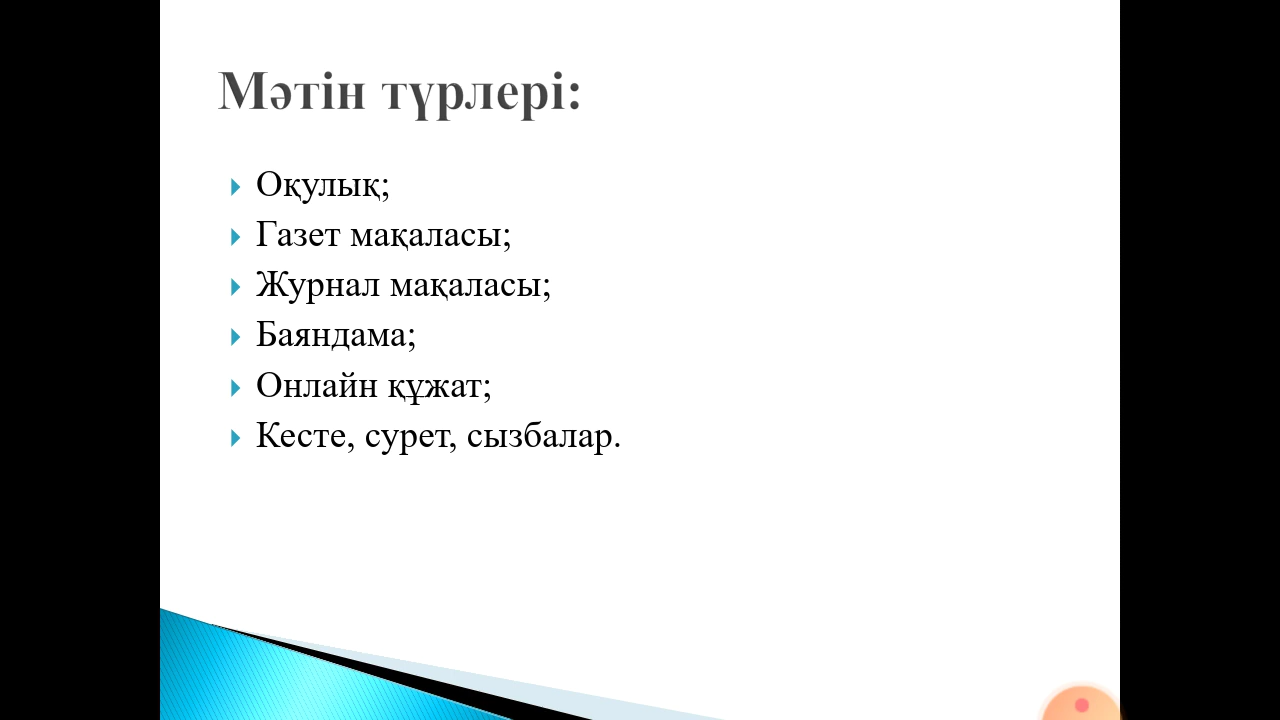 Мәтін түрлері:
Оқулық;
Газет мақаласы;
Журнал мақаласы;
Баяндама;
Онлайн құжат;
Кесте, сурет, сызбалар.